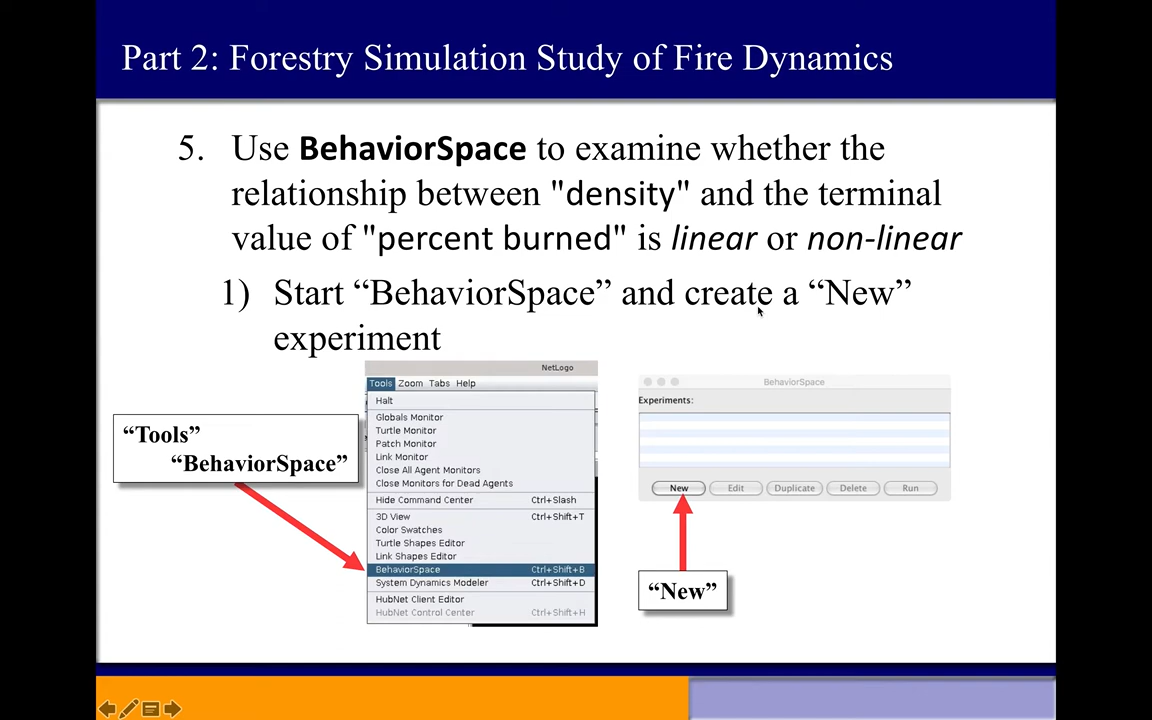 Part 2: Forestry Simulation Study of Fire Dynamics
5. Use BehaviorSpace to examine whether the
relationship between "density" and the terminal
value of "percent burned" is linear or non-linear
1) Start “BehaviorSpace” and create a “New”
experiment
“Tools”
“BehaviorSpace”
NetLogo
Tools Zoom Tabs Help
Halt
Globals Monitor
Turtle Monitor
Patch Monitor
Link Monitor
Close All Agent Monitors
Close Monitors for Dead Agents
Hide Command Center Ctrl+Slash
3D View Ctrl+Shift+T
Color Swatches
Turtle Shapes Editor
Link Shapes Editor
BehaviorSpace Ctrl+Shift+B
System Dynamics Modeler Ctrl+Shift+D
HubNet Client Editor
HubNet Control Center Ctrl+Shift+H
BehaviorSpace
Experiments:
New Edit Duplicate Delete Run
“New”